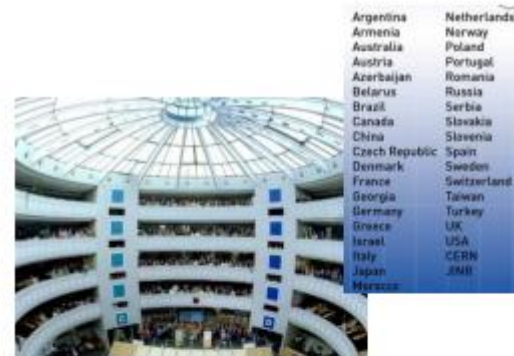 Argentina
Armenia
Australia
Austria
Azerbaijan
Belarus
Brazil
Canada
China
Czech Republic
Denmark
France
Georgia
Germany
Greece
Israel
Italy
Japan
Morocco
Netherlands
Norway
Poland
Portugal
Romania
Russia
Serbia
Slovakia
Slovenia
Spain
Sweden
Switzerland
Taiwan
Turkey
UK
USA
CERN
JINR